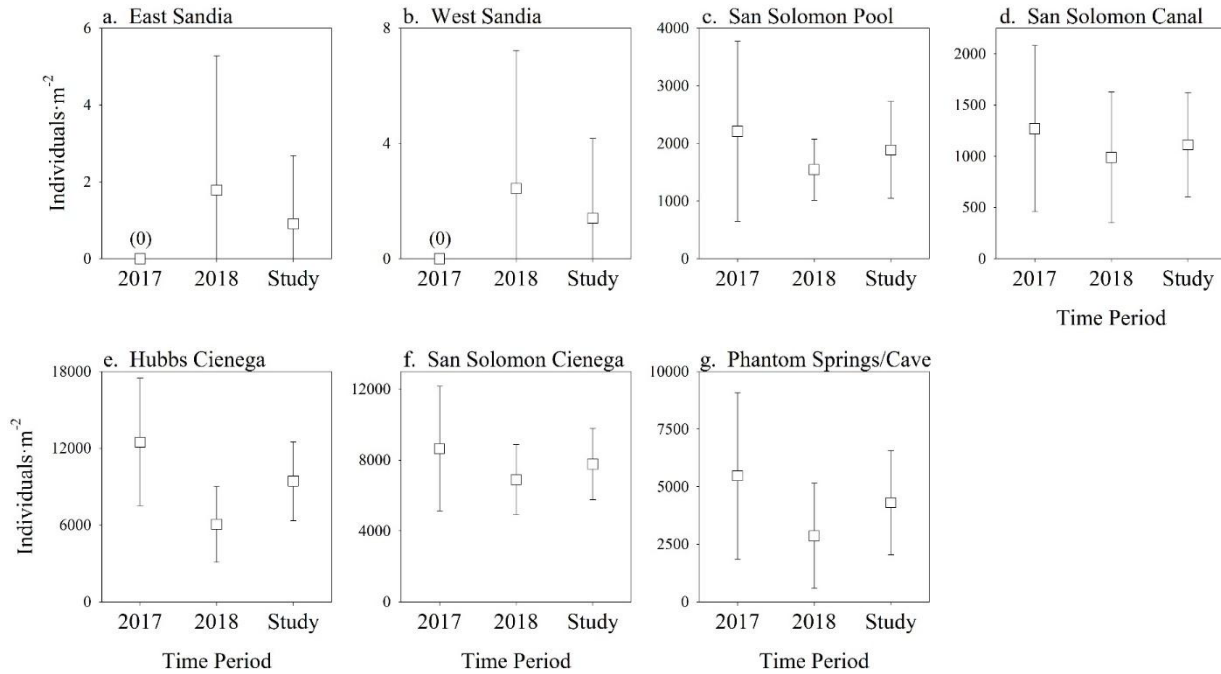 a. East Sandia
b. West Sandia
c. San Solomon Pool
d. San Solomon Canal
Individuals·m⁻²
6
4
2
0
(0)
2017 2018 Study
8
4
0
(0)
2017 2018 Study
4000
3000
2000
1000
0
2017 2018 Study
2000
1500
1000
500
0
2017 2018 Study
Time Period
e. Hubbs Cienega
f. San Solomon Cienega
g. Phantom Springs/Cave
Individuals·m⁻²
18000
12000
6000
0
2017 2018 Study
Time Period
12000
8000
4000
0
2017 2018 Study
Time Period
10000
7500
5000
2500
0
2017 2018 Study
Time Period